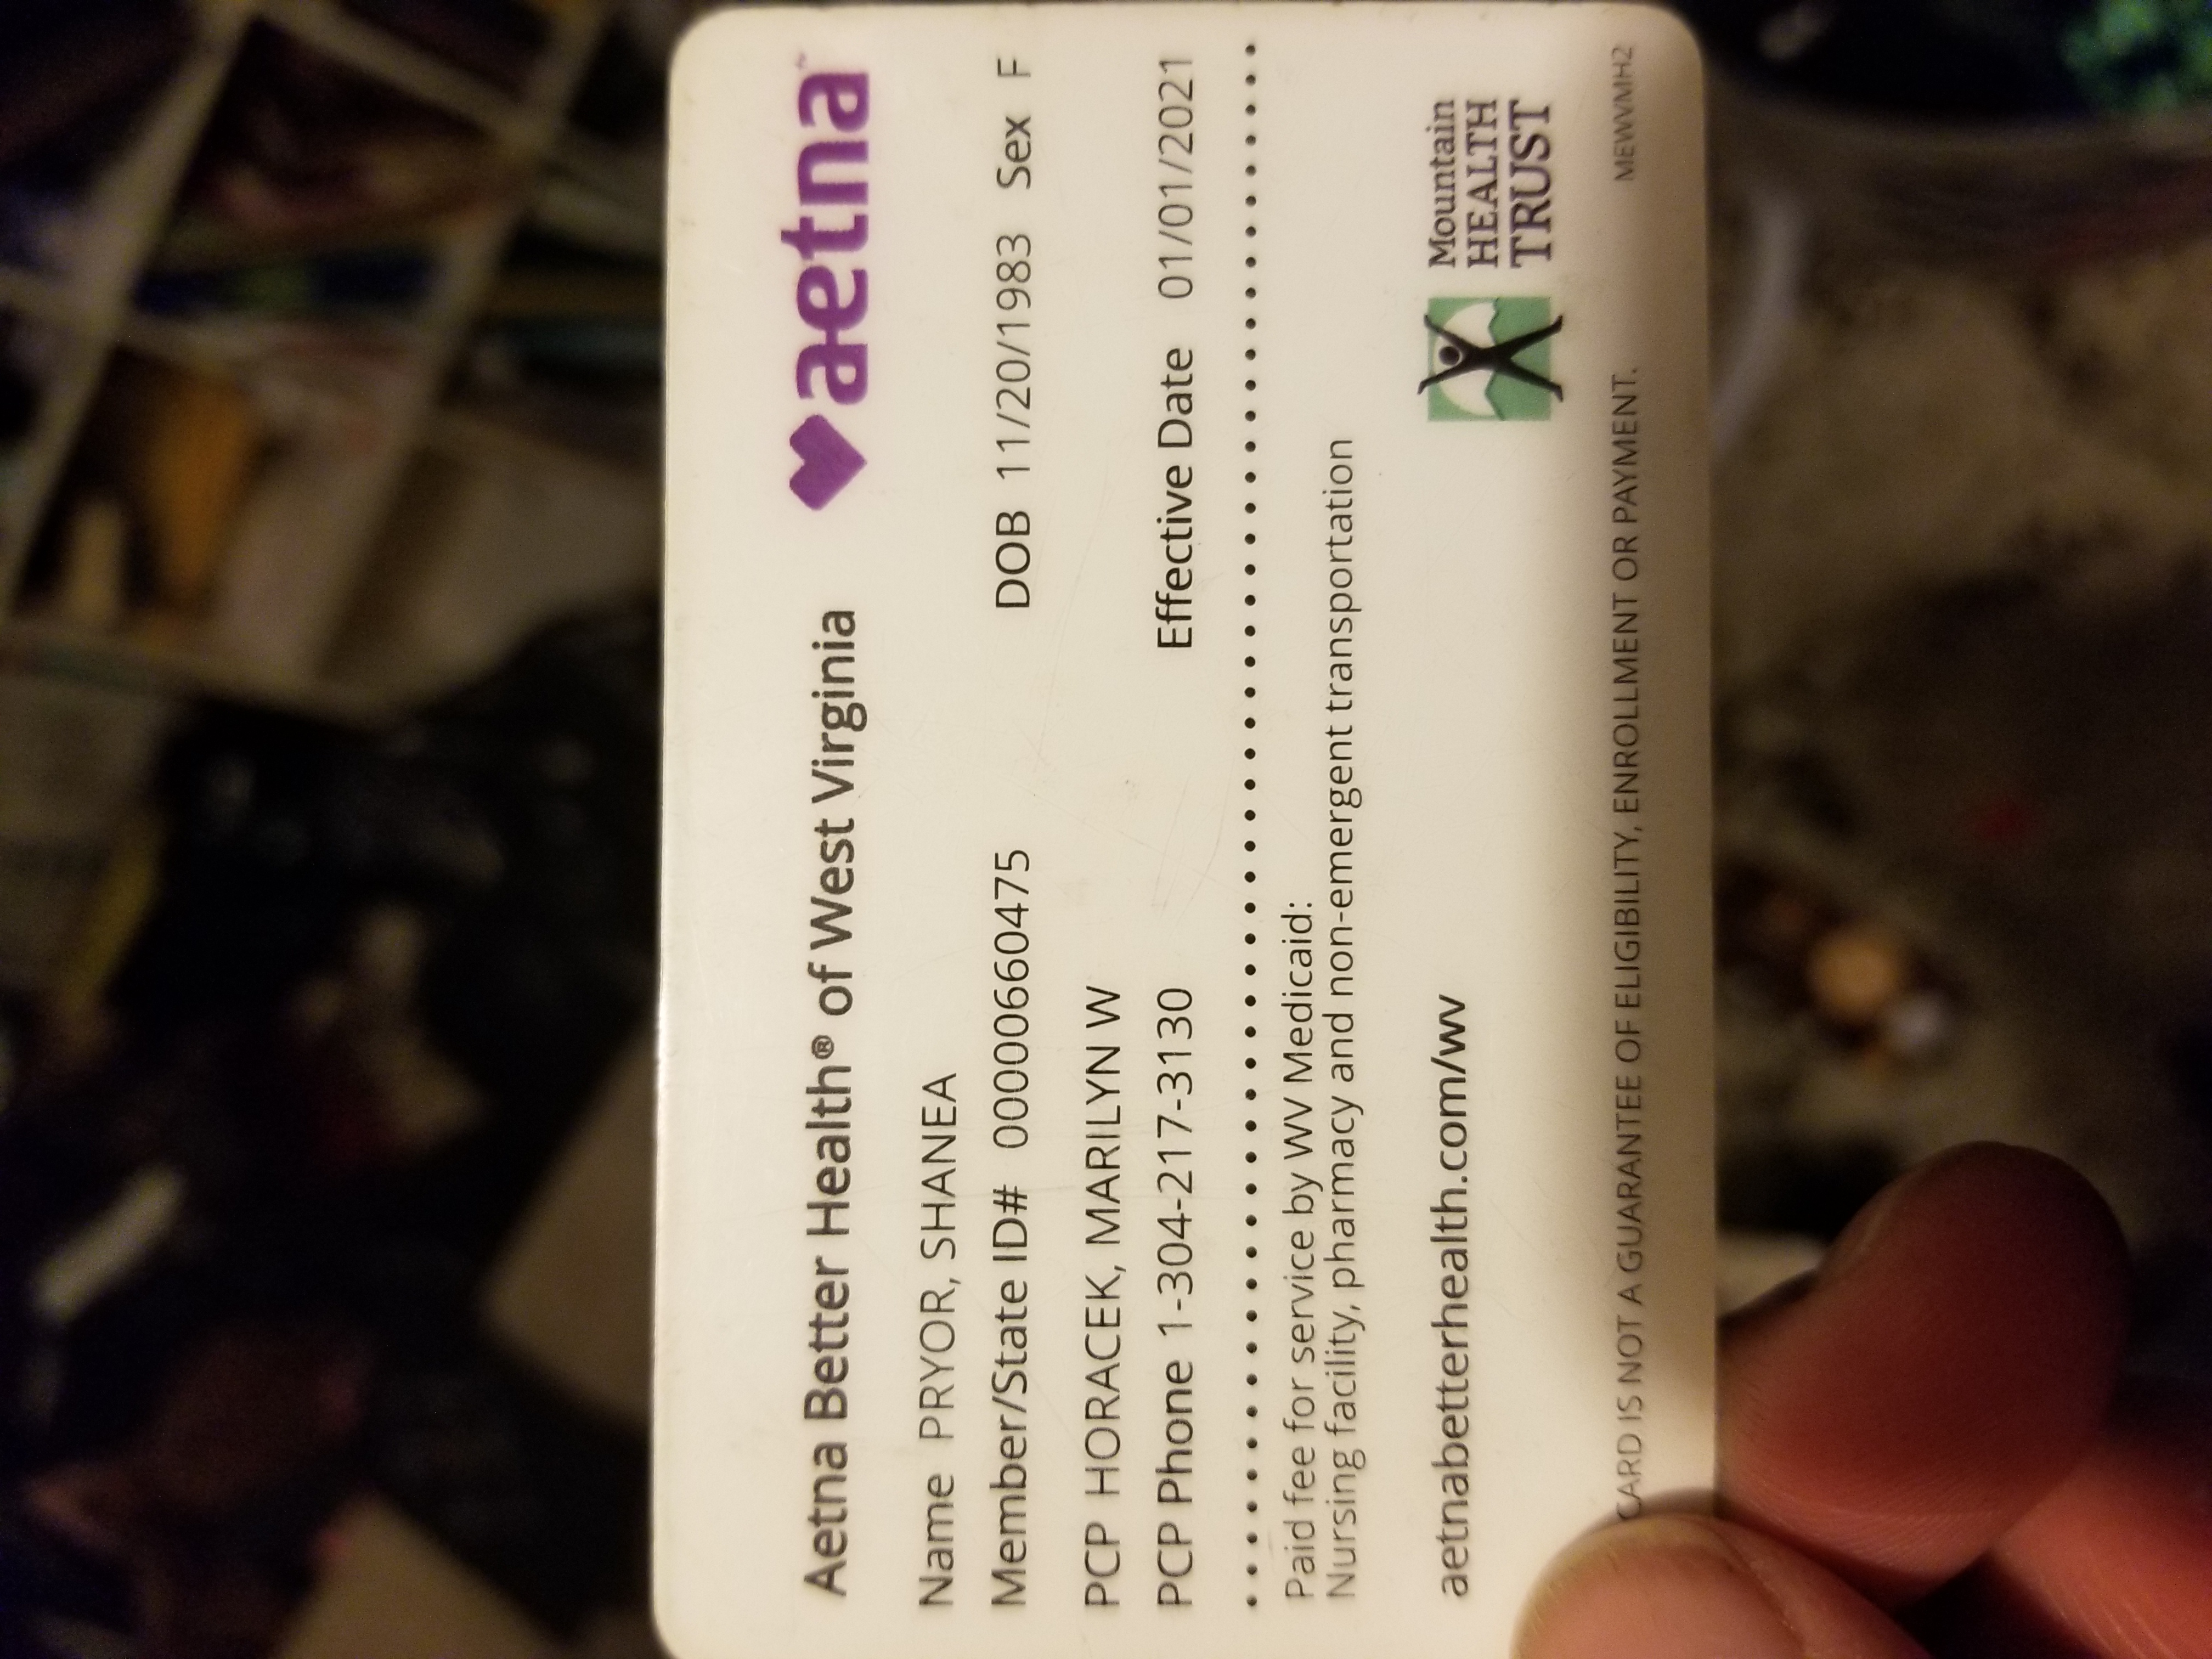 Aetna Better Health® of West Virginia
aetna™
Name PRYOR, SHANEA
Member/State ID# 00006660475
DOB 11/20/1983 Sex F
PCP HORACEK, MARILYN W
PCP Phone 1-304-217-3130
Effective Date 01/01/2021
Paid fee for service by WV Medicaid:
Nursing facility, pharmacy and non-emergent transportation
aetnabetterhealth.com/wv
Mountain
HEALTH
TRUST
CARD IS NOT A GUARANTEE OF ELIGIBILITY, ENROLLMENT OR PAYMENT.
MEWVMH2